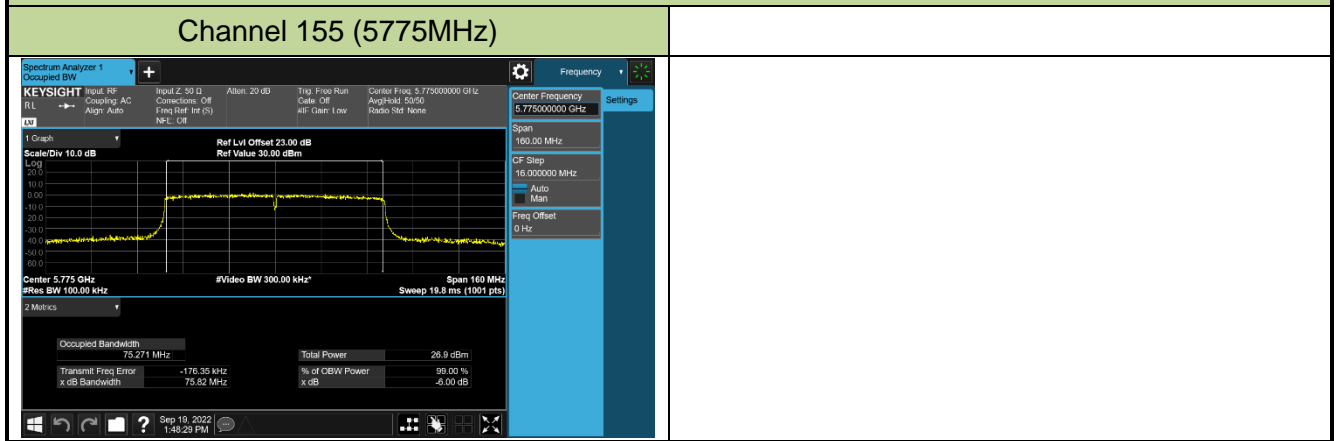 Channel 155 (5775MHz)
Spectrum Analyzer 1
Occupied BW
Frequency
KEYSIGHT
R L
LXI
Input: RF
Coupling: AC
Align: Auto
Input Z: 50 Ω
Corrections: Off
Freq Ref: Int (S)
NFE: Off
Atten: 20 dB
Trig: Free Run
Gate: Off
#IF Gain: Low
Center Freq: 5.775000000 GHz
Avg|Hold: 50/50
Radio Std: None
Center Frequency
5.775000000 GHz
Settings
Span
160.00 MHz
CF Step
16.000000 MHz
Auto
Man
Freq Offset
0 Hz
1 Graph
Scale/Div 10.0 dB
Ref Lvl Offset 23.00 dB
Ref Value 30.00 dBm
Log
20.0
10.0
0.00
-10.0
-20.0
-30.0
-40.0
-50.0
-60.0
Center 5.775 GHz
#Video BW 300.00 kHz*
Span 160 MHz
#Res BW 100.00 kHz
Sweep 19.8 ms (1001 pts)
2 Metrics
Occupied Bandwidth
75.271 MHz
Total Power 26.9 dBm
Transmit Freq Error -176.35 kHz
% of OBW Power 99.00 %
x dB Bandwidth 75.82 MHz
x dB -6.00 dB
?
Sep 19, 2022
1:48:29 PM